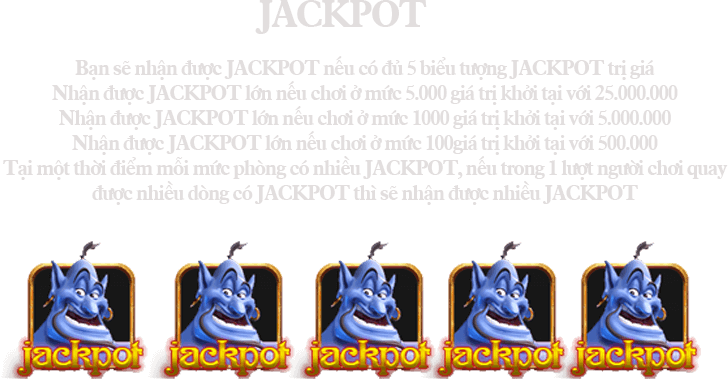 JACKPOT
Bạn sẽ nhận được JACKPOT nếu có đủ 5 biểu tượng JACKPOT trị giá
Nhận được JACKPOT lớn nếu chơi ở mức 5.000 giá trị khởi tại với 25.000.000
Nhận được JACKPOT lớn nếu chơi ở mức 1000 giá trị khởi tại với 5.000.000
Nhận được JACKPOT lớn nếu chơi ở mức 100giá trị khởi tại với 500.000
Tại một thời điểm mỗi mức phòng có nhiều JACKPOT, nếu trong 1 lượt người chơi quay
được nhiều dòng có JACKPOT thì sẽ nhận được nhiều JACKPOT
jackpot jackpot jackpot jackpot jackpot